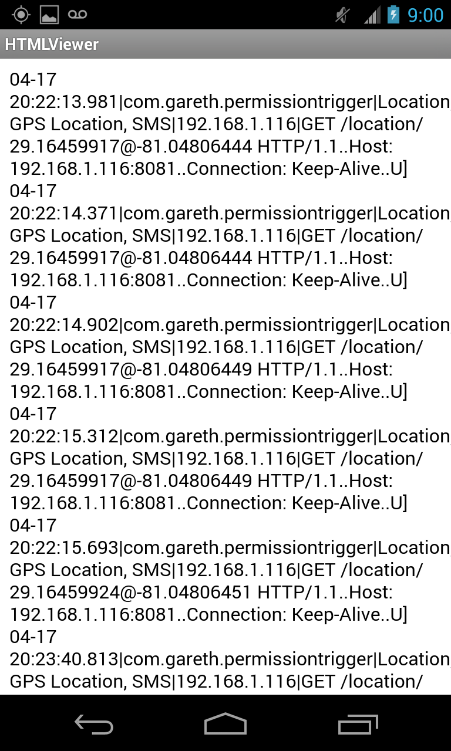 9:00
HTMLViewer
04-17
20:22:13.981|com.gareth.permissiontrigger|Location
GPS Location, SMS|192.168.1.116|GET /location/
29.16459917@-81.04806444 HTTP/1.1..Host:
192.168.1.116:8081..Connection: Keep-Alive..U]
04-17
20:22:14.371|com.gareth.permissiontrigger|Location
GPS Location, SMS|192.168.1.116|GET /location/
29.16459917@-81.04806444 HTTP/1.1..Host:
192.168.1.116:8081..Connection: Keep-Alive..U]
04-17
20:22:14.902|com.gareth.permissiontrigger|Location
GPS Location, SMS|192.168.1.116|GET /location/
29.16459917@-81.04806449 HTTP/1.1..Host:
192.168.1.116:8081..Connection: Keep-Alive..U]
04-17
20:22:15.312|com.gareth.permissiontrigger|Location
GPS Location, SMS|192.168.1.116|GET /location/
29.16459917@-81.04806449 HTTP/1.1..Host:
192.168.1.116:8081..Connection: Keep-Alive..U]
04-17
20:22:15.693|com.gareth.permissiontrigger|Location
GPS Location, SMS|192.168.1.116|GET /location/
29.16459924@-81.04806451 HTTP/1.1..Host:
192.168.1.116:8081..Connection: Keep-Alive..U]
04-17
20:23:40.813|com.gareth.permissiontrigger|Location
GPS Location, SMS|192.168.1.116|GET /location/